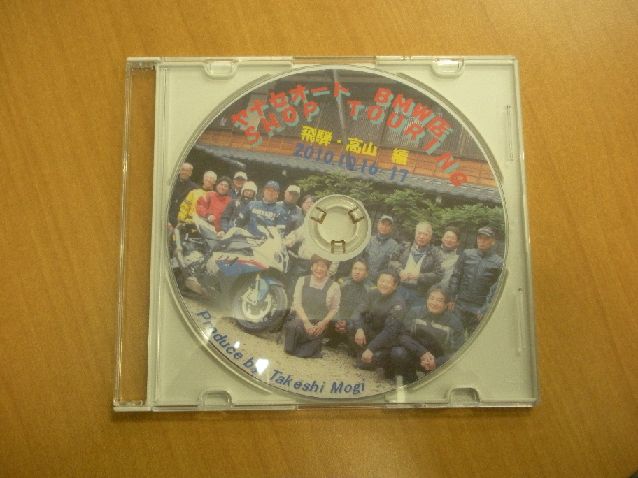 ヤナセオート BMW店
SHOP TOURING
飛騨・高山 編
2010.10.16-17
Produce by Takeshi Mogi